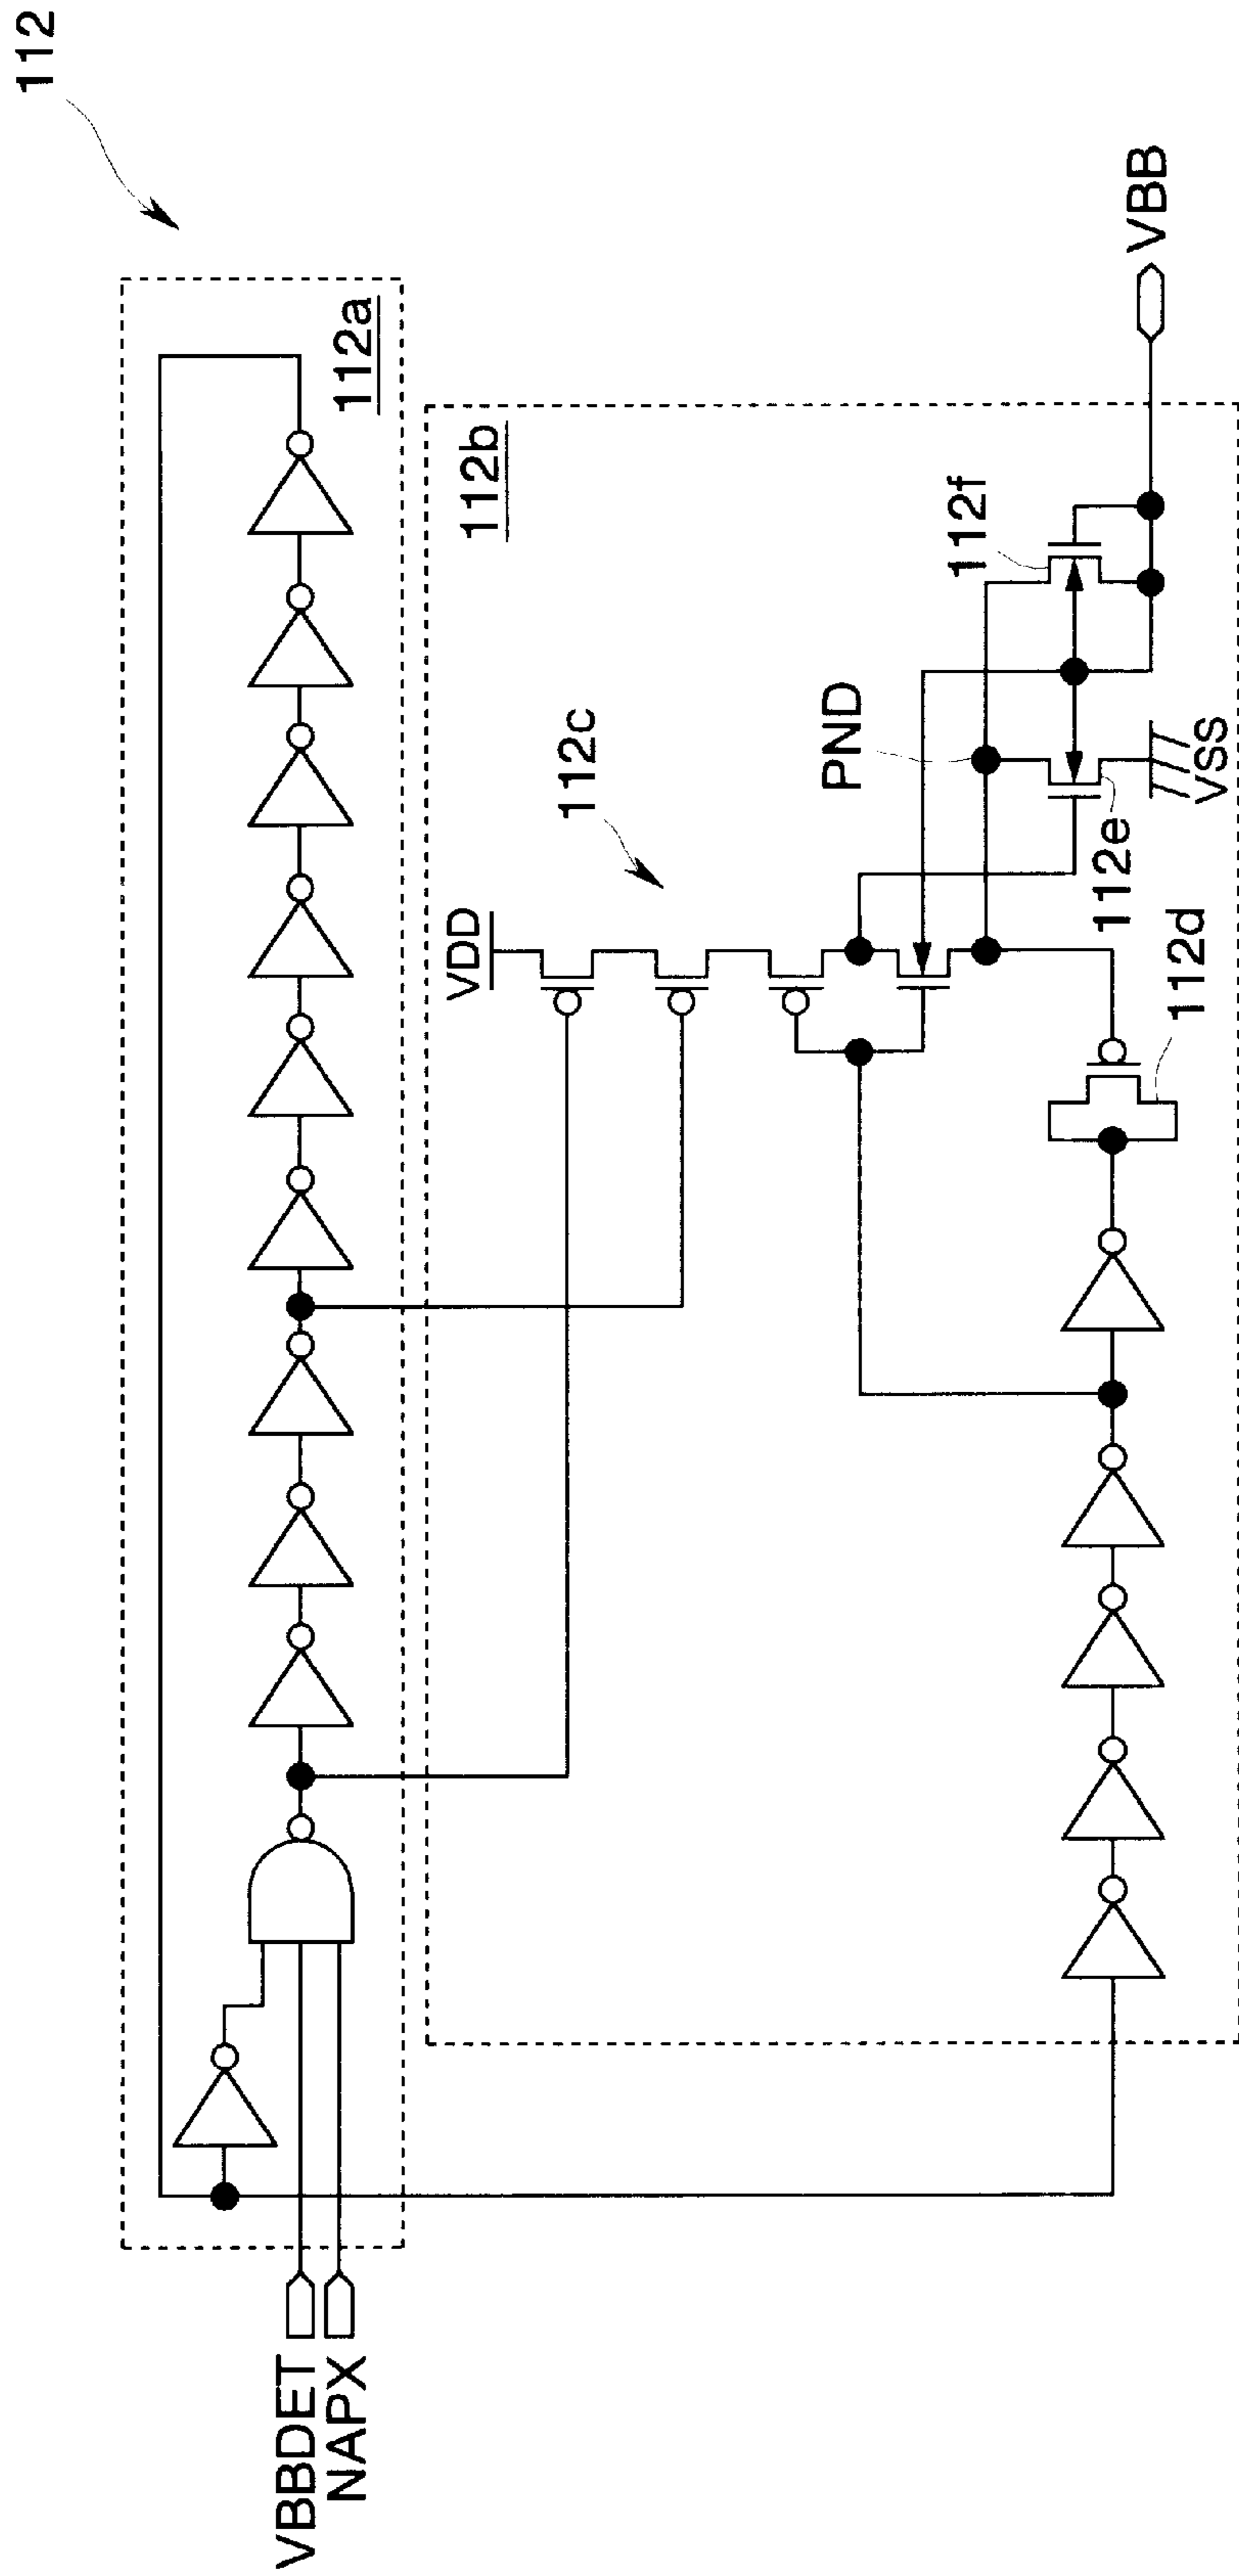 112
112a
VBBDET
NAPX
112b
VDD
112c
PND
112f
VBB
112e
VSS
112d